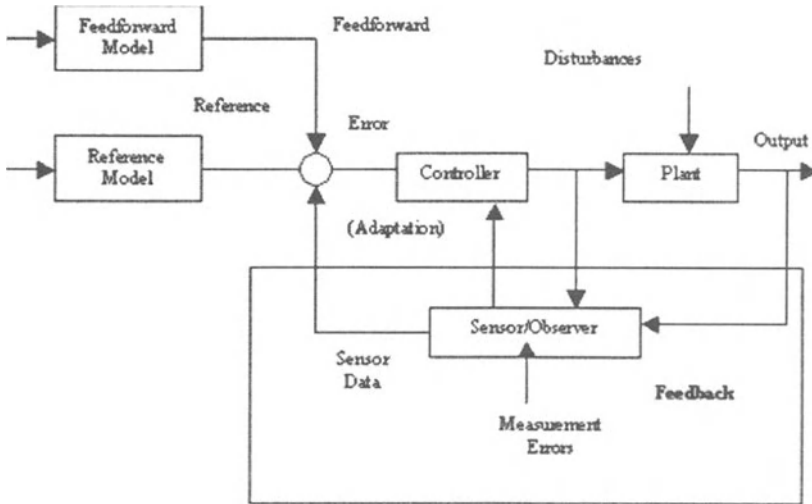 Feedforward
Model
Feedforward
Disturbances
Reference
Error
Output
Reference
Model
Controller
Plant
(Adaptation)
Sensor/Observer
Sensor
Data
Feedback
Measurement
Errors